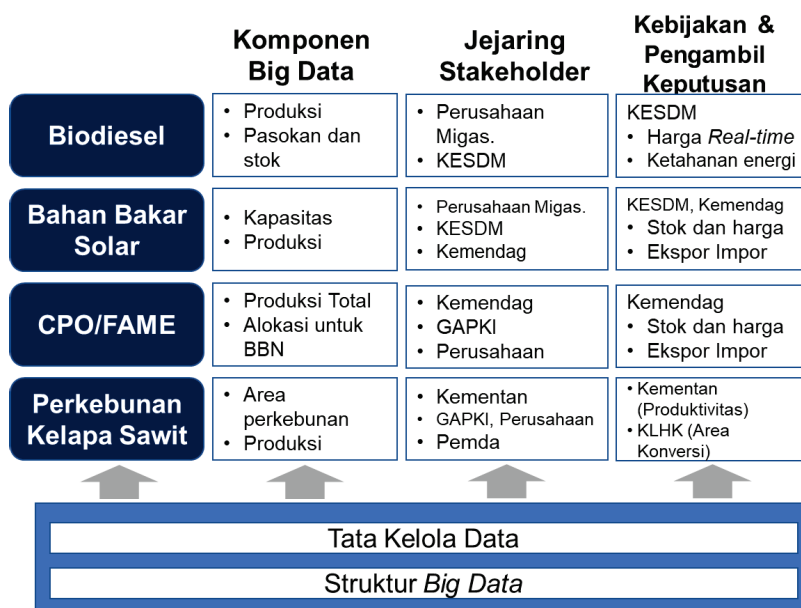 Komponen
Big Data
Jejaring
Stakeholder
Kebijakan &
Pengambil
Keputusan
Biodiesel
• Produksi
• Pasokan dan
stok
• Perusahaan
Migas.
• KESDM
KESDM
• Harga Real-time
• Ketahanan energi
Bahan Bakar
Solar
• Kapasitas
• Produksi
• Perusahaan Migas.
• KESDM
• Kemendag
KESDM, Kemendag
• Stok dan harga
• Ekspor Impor
CPO/FAME
• Produksi Total
• Alokasi untuk
BBN
• Kemendag
• GAPKI
• Perusahaan
Kemendag
• Stok dan harga
• Ekspor Impor
Perkebunan
Kelapa Sawit
• Area
perkebunan
• Produksi
• Kementan
• GAPKI, Perusahaan
• Pemda
• Kementan
(Produktivitas)
• KLHK (Area
Konversi)
Tata Kelola Data
Struktur Big Data